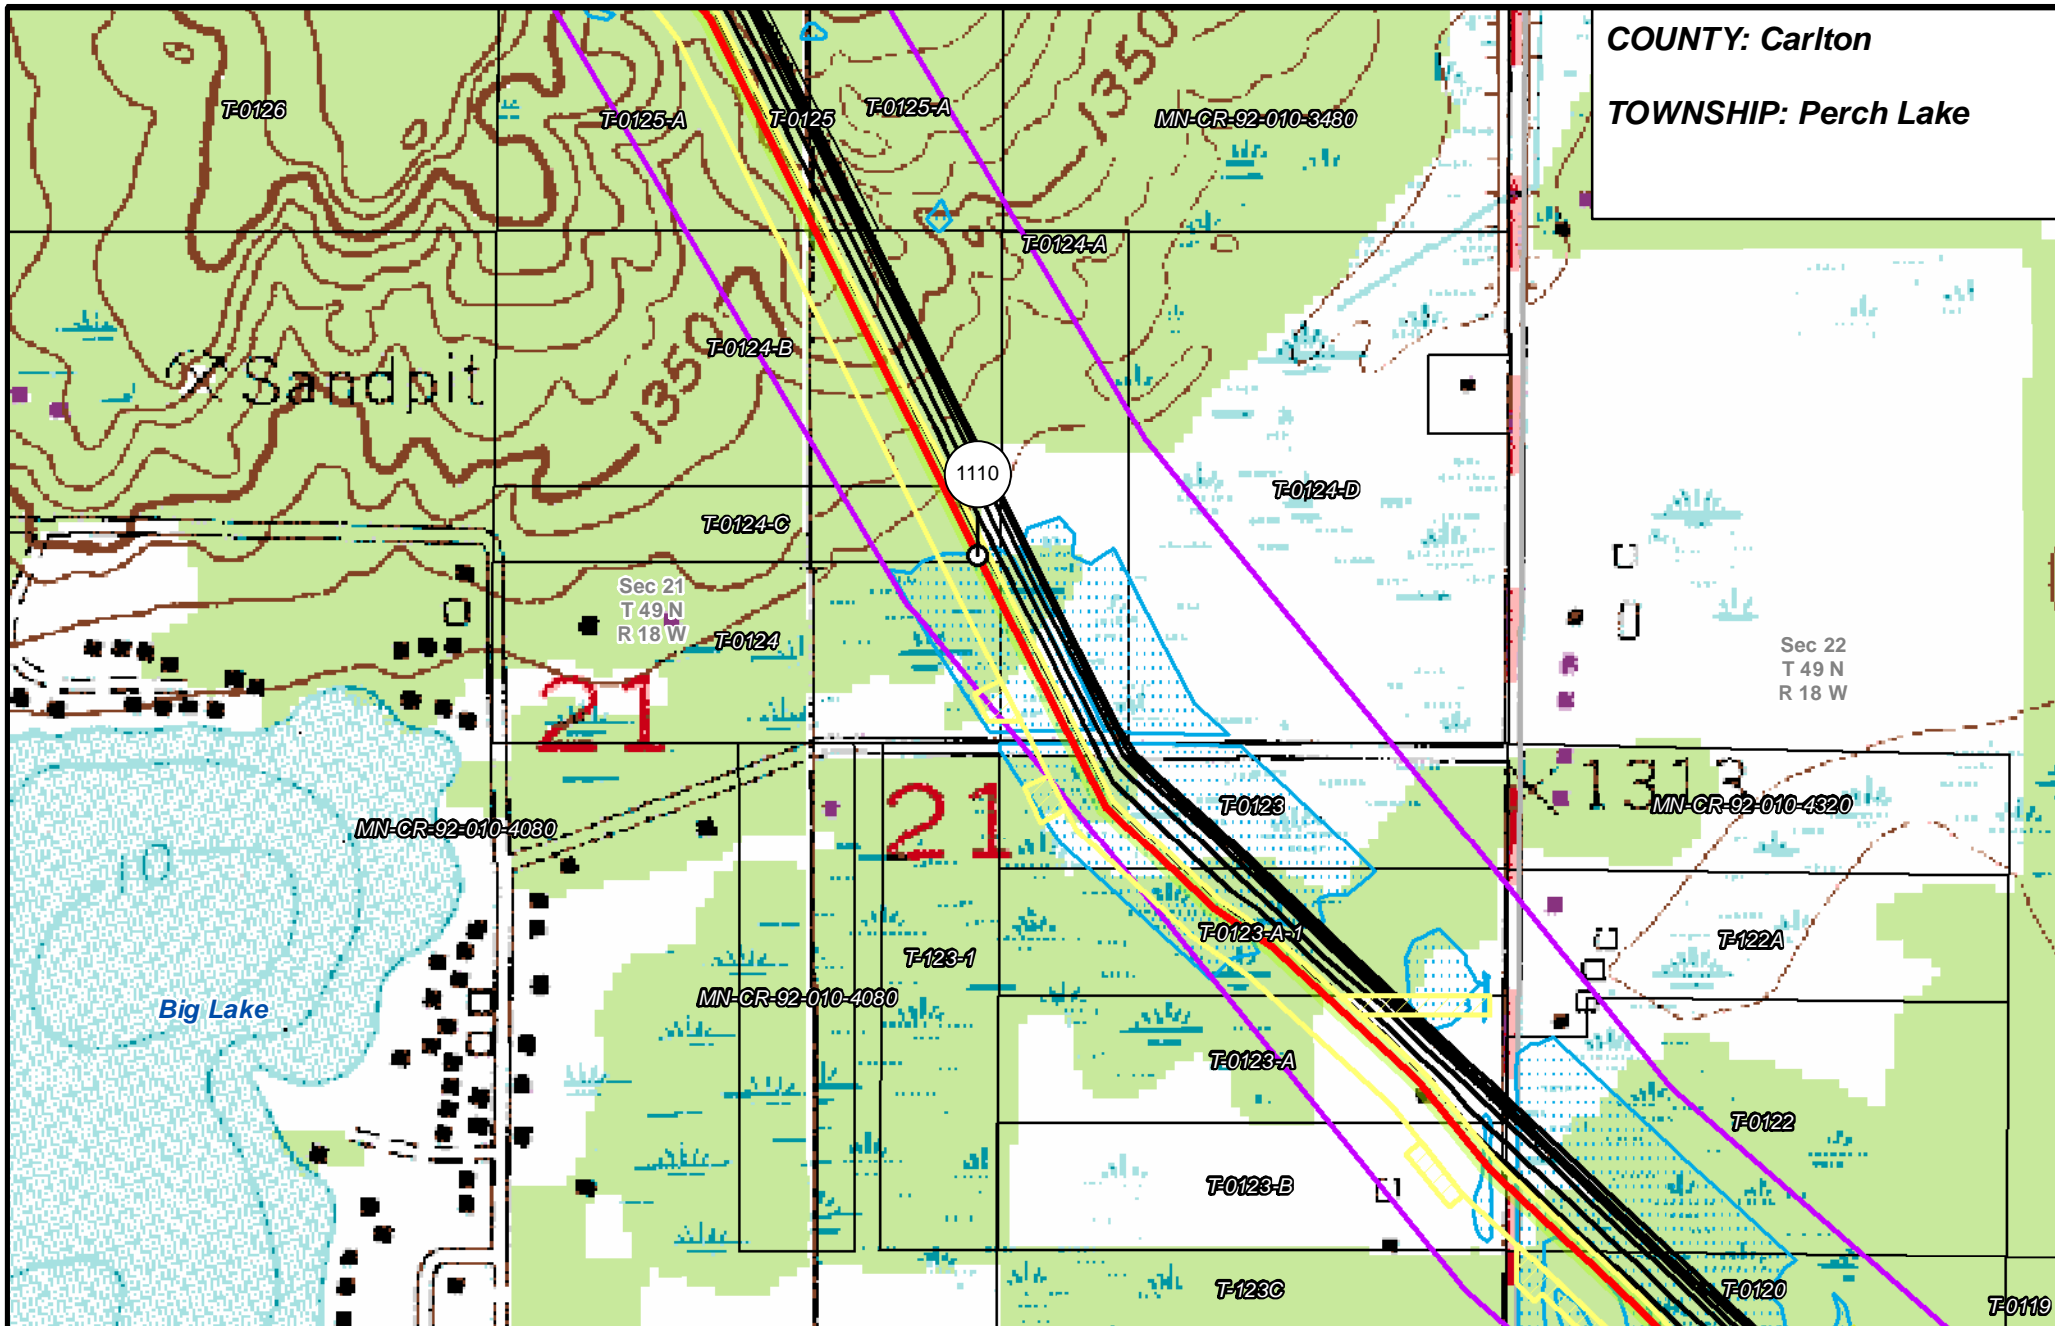 COUNTY: Carlton
TOWNSHIP: Perch Lake
T-0126
T-0125-A
T-0125
T-0125-A
1350
MN-CR-92-010-3480
T-0124-A
T-0124-B
Sandpit
1350
1110
T-0124-D
T-0124-C
Sec 21
T 49 N
R 18 W
T-0124
Sec 22
T 49 N
R 18 W
21
21
T-0123
1313
MN-CR-92-010-4320
MN-CR-92-010-4080
10
T-0123-A-1
T-122A
T-123-1
MN-CR-92-010-4080
Big Lake
T-0123-A
T-0122
T-0123-B
T-123C
T-0120
T-0119